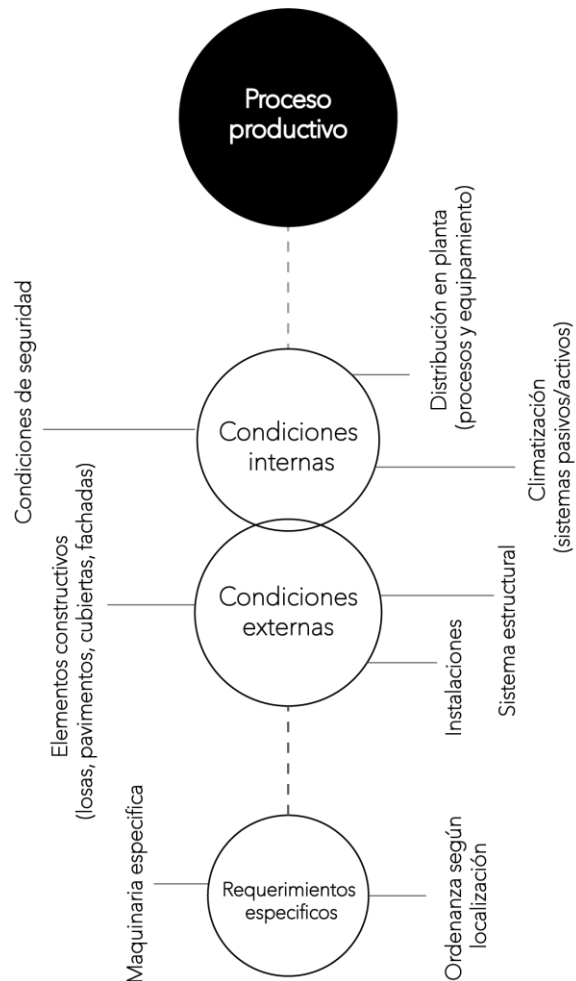 Proceso
productivo
Distribución en planta
(procesos y equipamiento)
Condiciones de seguridad
Condiciones
internas
Climatización
(sistemas pasivos/activos)
Elementos constructivos
(losas, pavimentos, cubiertas, fachadas)
Condiciones
externas
Sistema estructural
Instalaciones
Maquinaria especifica
Requerimientos
especificos
Ordenanza según
localización